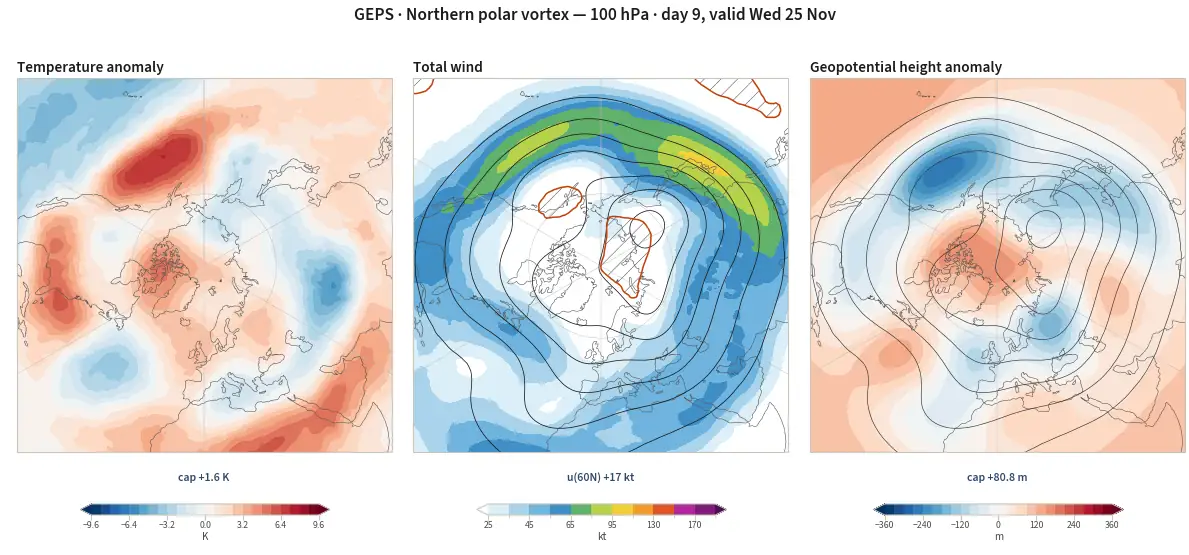 GEPS · Northern polar vortex — 100 hPa · day 9, valid Wed 25 Nov
Temperature anomaly
Total wind
Geopotential height anomaly
cap +1.6 K
u(60N) +17 kt
cap +80.8 m
−9.6 −6.4 −3.2 0.0 3.2 6.4 9.6
K
25 45 65 95 130 170
kt
−360 −240 −120 0 120 240 360
m